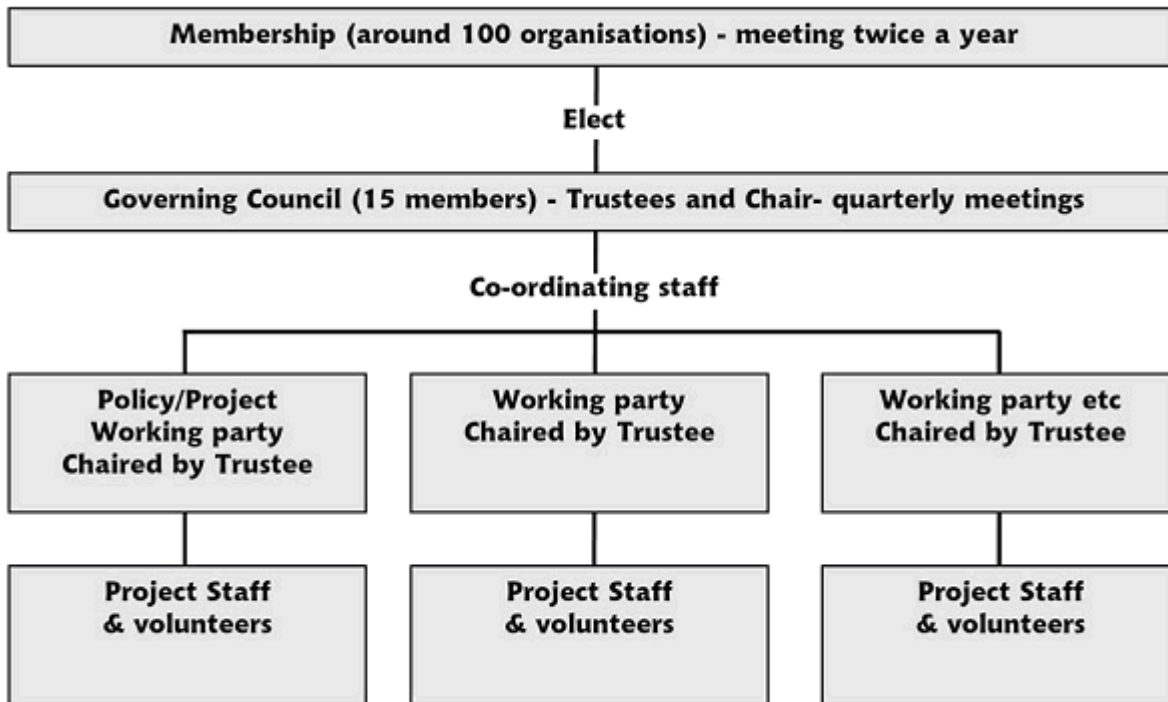 Membership (around 100 organisations) - meeting twice a year
Elect
Governing Council (15 members) - Trustees and Chair- quarterly meetings
Co-ordinating staff
Policy/Project
Working party
Chaired by Trustee
Working party
Chaired by Trustee
Working party etc
Chaired by Trustee
Project Staff
& volunteers
Project Staff
& volunteers
Project Staff
& volunteers